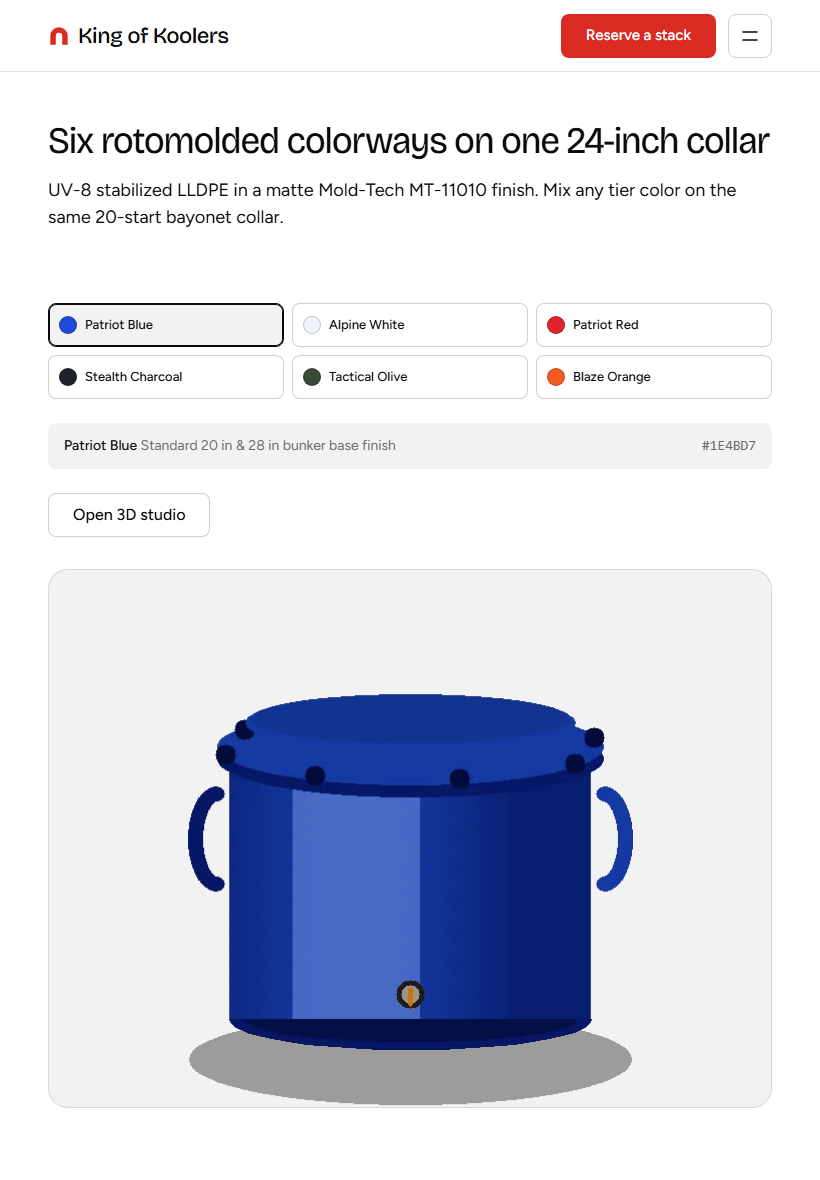 King of Koolers
Reserve a stack
Six rotomolded colorways on one 24-inch collar
UV-8 stabilized LLDPE in a matte Mold-Tech MT-11010 finish. Mix any tier color on the
same 20-start bayonet collar.
Patriot Blue
Alpine White
Patriot Red
Stealth Charcoal
Tactical Olive
Blaze Orange
Patriot Blue Standard 20 in & 28 in bunker base finish
#1E4BD7
Open 3D studio